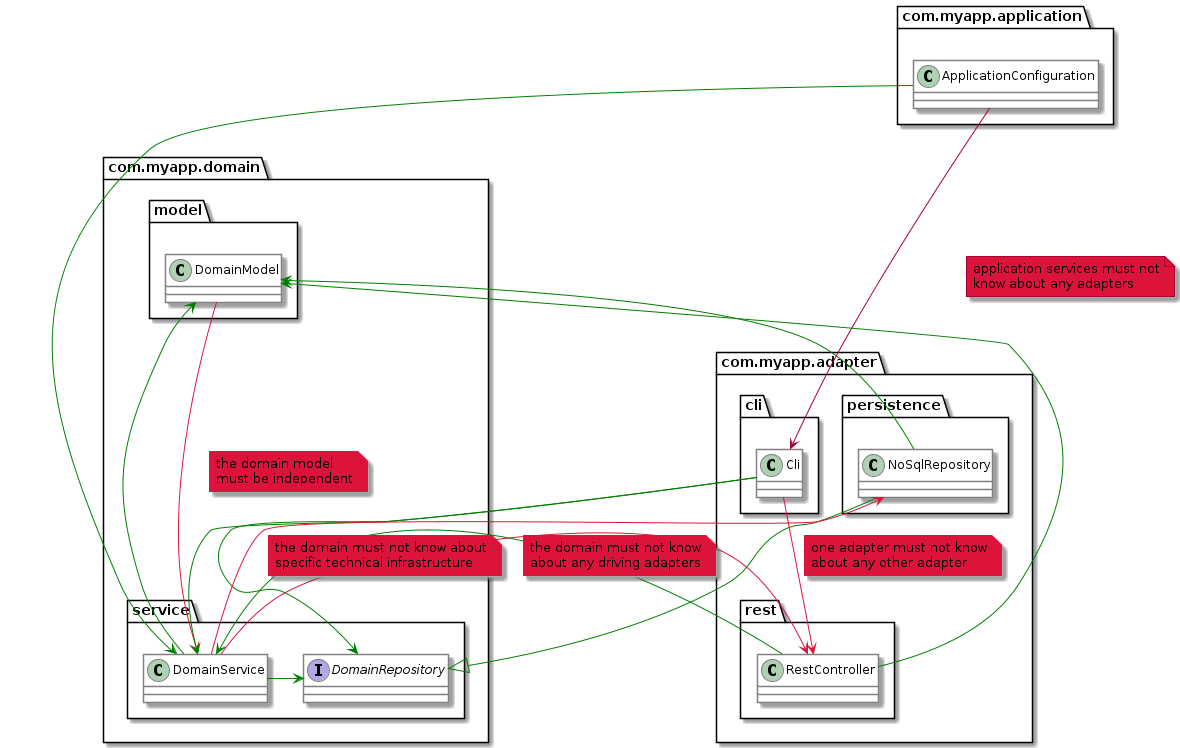 com.myapp.application
C ApplicationConfiguration
com.myapp.domain
model
C DomainModel
application services must not
know about any adapters
com.myapp.adapter
cli
persistence
C Cli
C NoSqlRepository
the domain model
must be independent
the domain must not know about
specific technical infrastructure
the domain must not know
about any driving adapters
one adapter must not know
about any other adapter
service
rest
C DomainService
I DomainRepository
C RestController